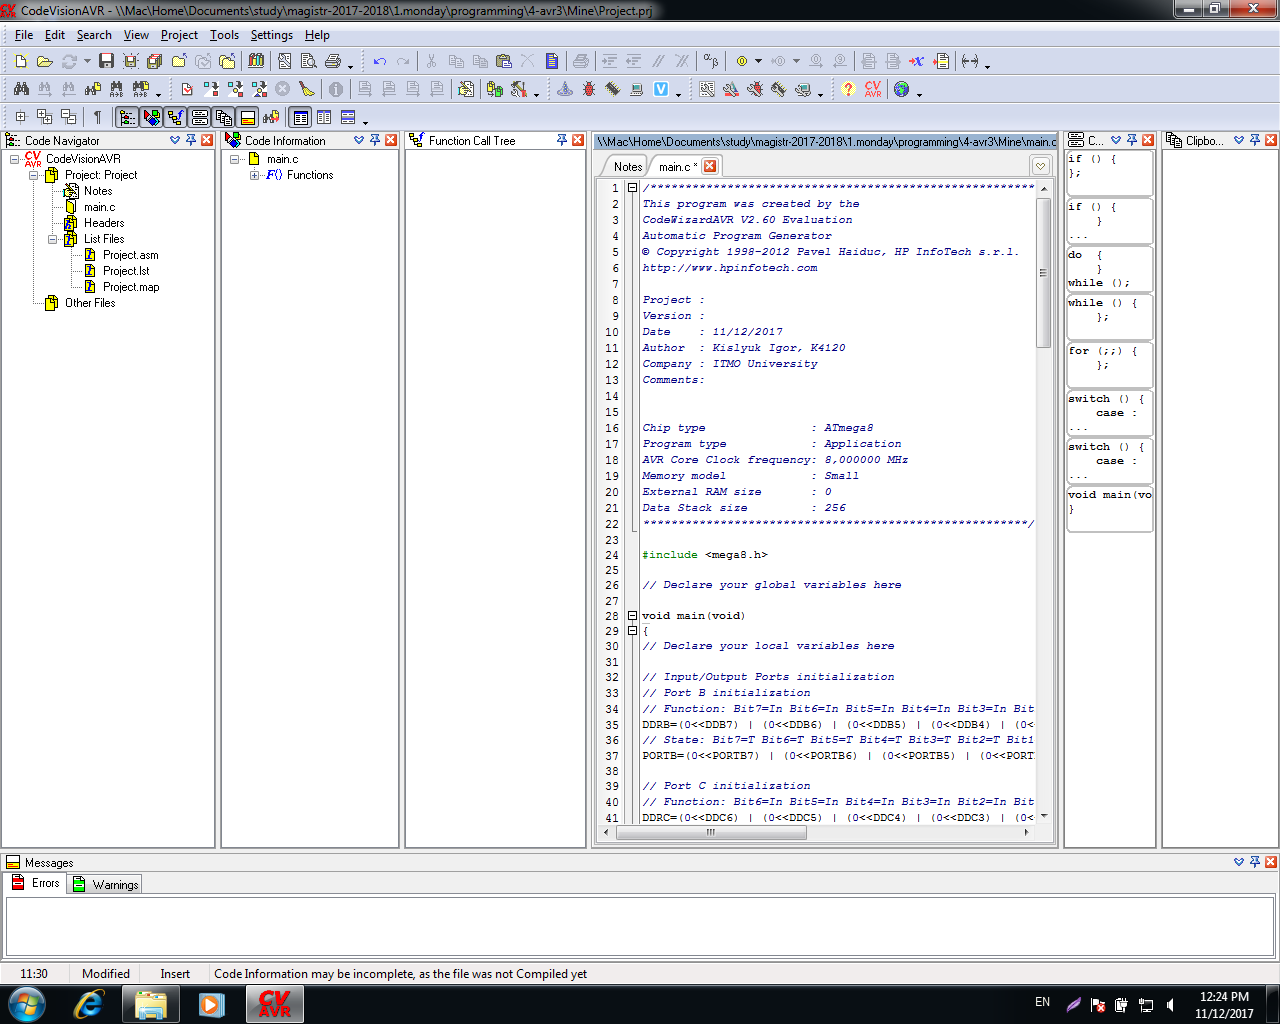 CodeVisionAVR - \\Mac\Home\Documents\study\magistr-2017-2018\1.monday\programming\4-avr3\Mine\Project.prj
File Edit Search View Project Tools Settings Help
Code Navigator
CodeVisionAVR
Project: Project
Notes
main.c
Headers
List Files
Project.asm
Project.lst
Project.map
Other Files
Code Information
main.c
F() Functions
Function Call Tree
\\Mac\Home\Documents\study\magistr-2017-2018\1.monday\programming\4-avr3\Mine\main.c
Notes main.c *
1 /********************************************************
2 This program was created by the
3 CodeWizardAVR V2.60 Evaluation
4 Automatic Program Generator
5 © Copyright 1998-2012 Pavel Haiduc, HP InfoTech s.r.l.
6 http://www.hpinfotech.com
7
8 Project :
9 Version :
10 Date    : 11/12/2017
11 Author  : Kislyuk Igor, K4120
12 Company : ITMO University
13 Comments:
14
15
16 Chip type               : ATmega8
17 Program type            : Application
18 AVR Core Clock frequency: 8,000000 MHz
19 Memory model            : Small
20 External RAM size       : 0
21 Data Stack size         : 256
22 *******************************************************/
23
24 #include <mega8.h>
25
26 // Declare your global variables here
27
28 void main(void)
29 {
30 // Declare your local variables here
31
32 // Input/Output Ports initialization
33 // Port B initialization
34 // Function: Bit7=In Bit6=In Bit5=In Bit4=In Bit3=In Bit
35 DDRB=(0<<DDB7) | (0<<DDB6) | (0<<DDB5) | (0<<DDB4) | (0<<
36 // State: Bit7=T Bit6=T Bit5=T Bit4=T Bit3=T Bit2=T Bit1
37 PORTB=(0<<PORTB7) | (0<<PORTB6) | (0<<PORTB5) | (0<<PORT
38
39 // Port C initialization
40 // Function: Bit6=In Bit5=In Bit4=In Bit3=In Bit2=In Bit
41 DDRC=(0<<DDC6) | (0<<DDC5) | (0<<DDC4) | (0<<DDC3) | (0<<
C...
if () {
};
if () {
}
...
do {
}
while ();
while () {
};
for (;;) {
};
switch () {
case :
...
switch () {
case :
...
void main(vo
}
Clipbo...
Messages
Errors Warnings
11:30 Modified Insert Code Information may be incomplete, as the file was not Compiled yet
CV AVR
EN
12:24 PM
11/12/2017